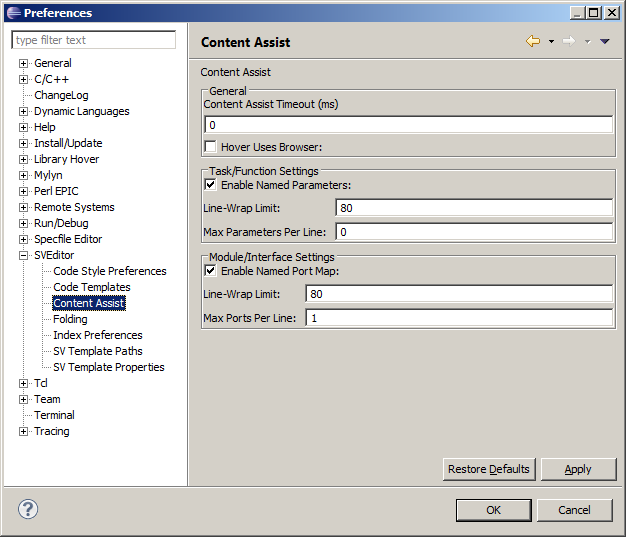 Preferences
type filter text
General
C/C++
ChangeLog
Dynamic Languages
Help
Install/Update
Library Hover
Mylyn
Perl EPIC
Remote Systems
Run/Debug
Specfile Editor
SVEditor
Code Style Preferences
Code Templates
Content Assist
Folding
Index Preferences
SV Template Paths
SV Template Properties
Tcl
Team
Terminal
Tracing
Content Assist
Content Assist
General
Content Assist Timeout (ms)
0
Hover Uses Browser:
Task/Function Settings
Enable Named Parameters:
Line-Wrap Limit: 80
Max Parameters Per Line: 0
Module/Interface Settings
Enable Named Port Map:
Line-Wrap Limit: 80
Max Ports Per Line: 1
Restore Defaults Apply
? OK Cancel